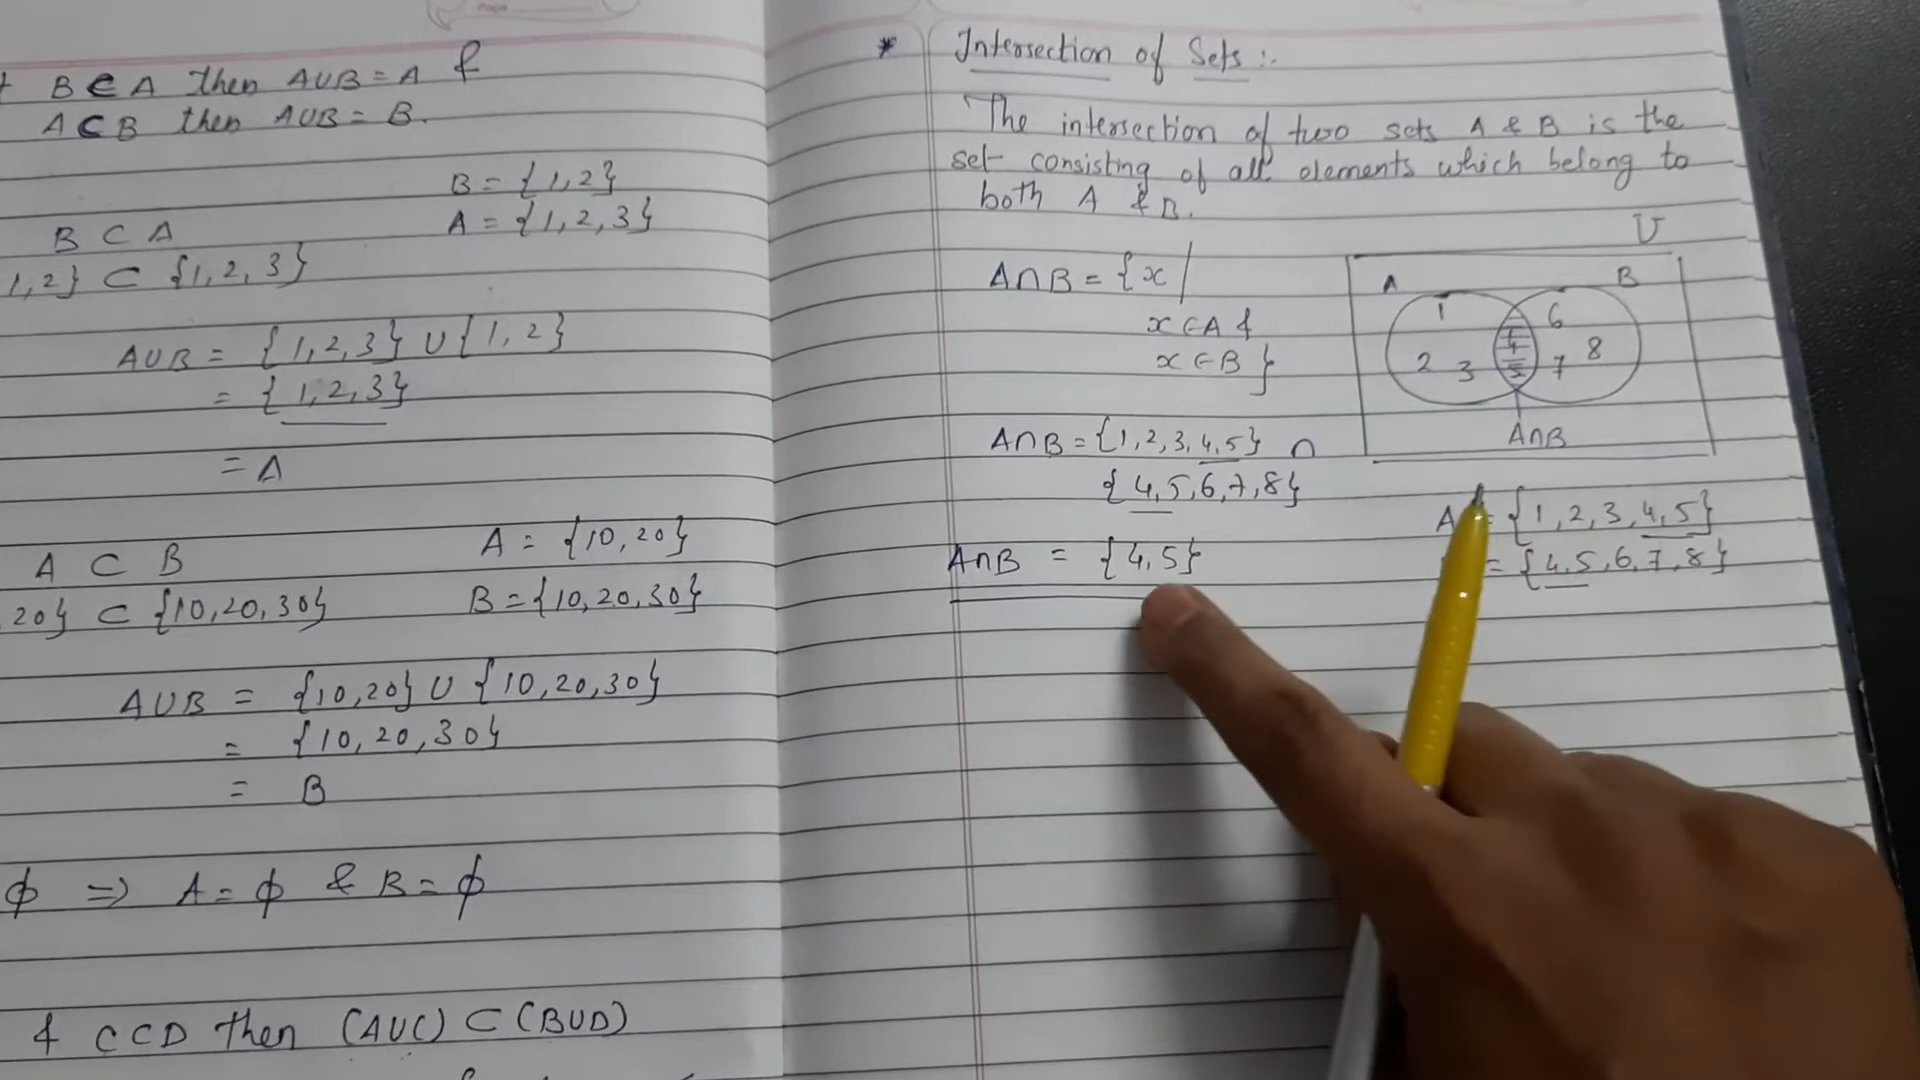 B ⊂ A then A∪B = A &
A ⊂ B then A∪B = B.
B = {1,2}
B ⊂ A
A = {1,2,3}
1,2} ⊂ {1,2,3}
A∪B = {1,2,3} ∪ {1,2}
= {1,2,3}
= A
A ⊂ B
A = {10,20}
20} ⊂ {10,20,30}
B = {10,20,30}
A∪B = {10,20} ∪ {10,20,30}
= {10,20,30}
= B
ϕ => A = ϕ & B = ϕ
& C⊂D then (A∪C) ⊂ (B∪D)
* Intersection of Sets :-
The intersection of two sets A & B is the
set consisting of all elements which belong to
both A & B.
A∩B = {x |
x ∈ A &
x ∈ B }
U
A B
1 6
2 3 4 5 7 8
A∩B
A∩B = {1,2,3,4,5} ∩
{4,5,6,7,8}
A∩B = {4,5}
A = {1,2,3,4,5}
= {4,5,6,7,8}